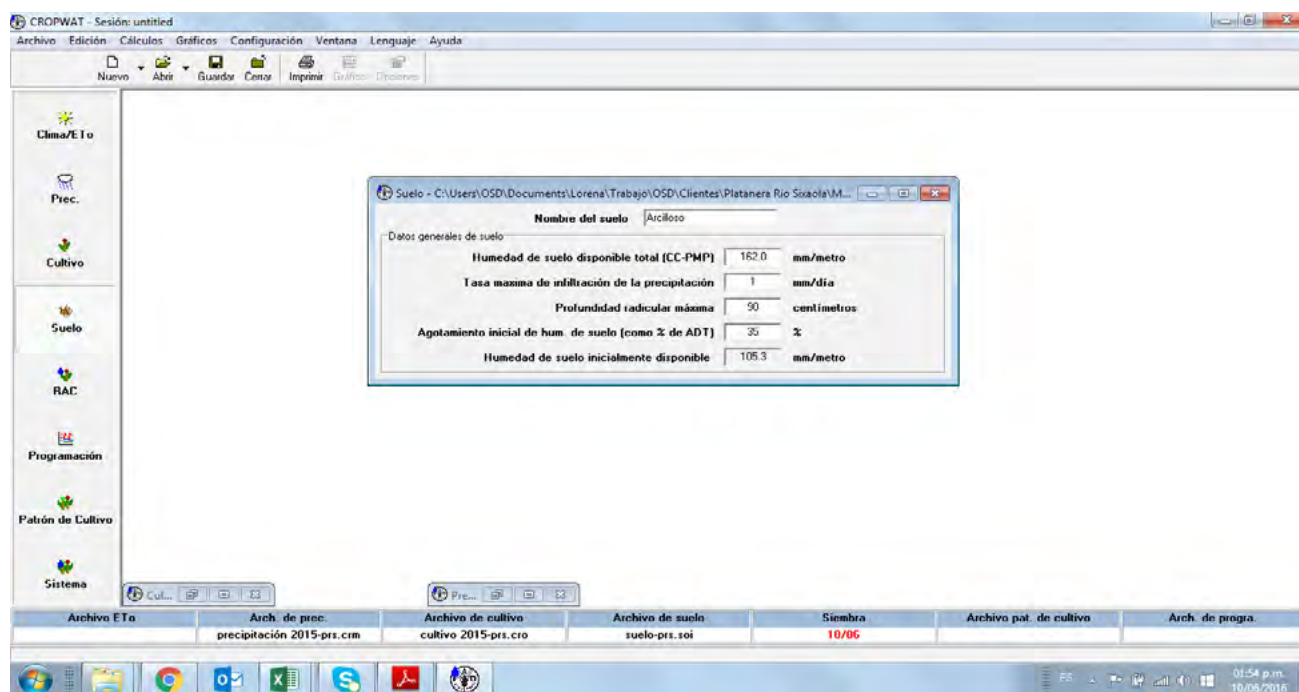 CROPWAT - Sesión: untitled
Archivo Edición Cálculos Gráficos Configuración Ventana Lenguaje Ayuda
Nuevo Abrir Guardar Cerrar Imprimir Gráfico Opciones
Clima/ETo
Prec.
Cultivo
Suelo
RAC
Programación
Patrón de Cultivo
Sistema
Suelo - C:\Users\OSD\Documents\Lorena\Trabajo\OSD\Clientes\Platanera Rio Sixaola\M...
Nombre del suelo Arcilloso
Datos generales de suelo
Humedad de suelo disponible total (CC-PMP) 162.0 mm/metro
Tasa maxima de infiltración de la precipitación 1 mm/día
Profundidad radicular máxima 90 centímetros
Agotamiento inicial de hum. de suelo (como % de ADT) 35 %
Humedad de suelo inicialmente disponible 105.3 mm/metro
Cul... Pre...
Archivo ETo Arch. de prec. Archivo de cultivo Archivo de suelo Siembra Archivo pat. de cultivo Arch. de progra.
precipitación 2015-prs.crm cultivo 2015-prs.cro suelo-prs.soi 10/06
ES 01:54 p.m.
10/06/2016